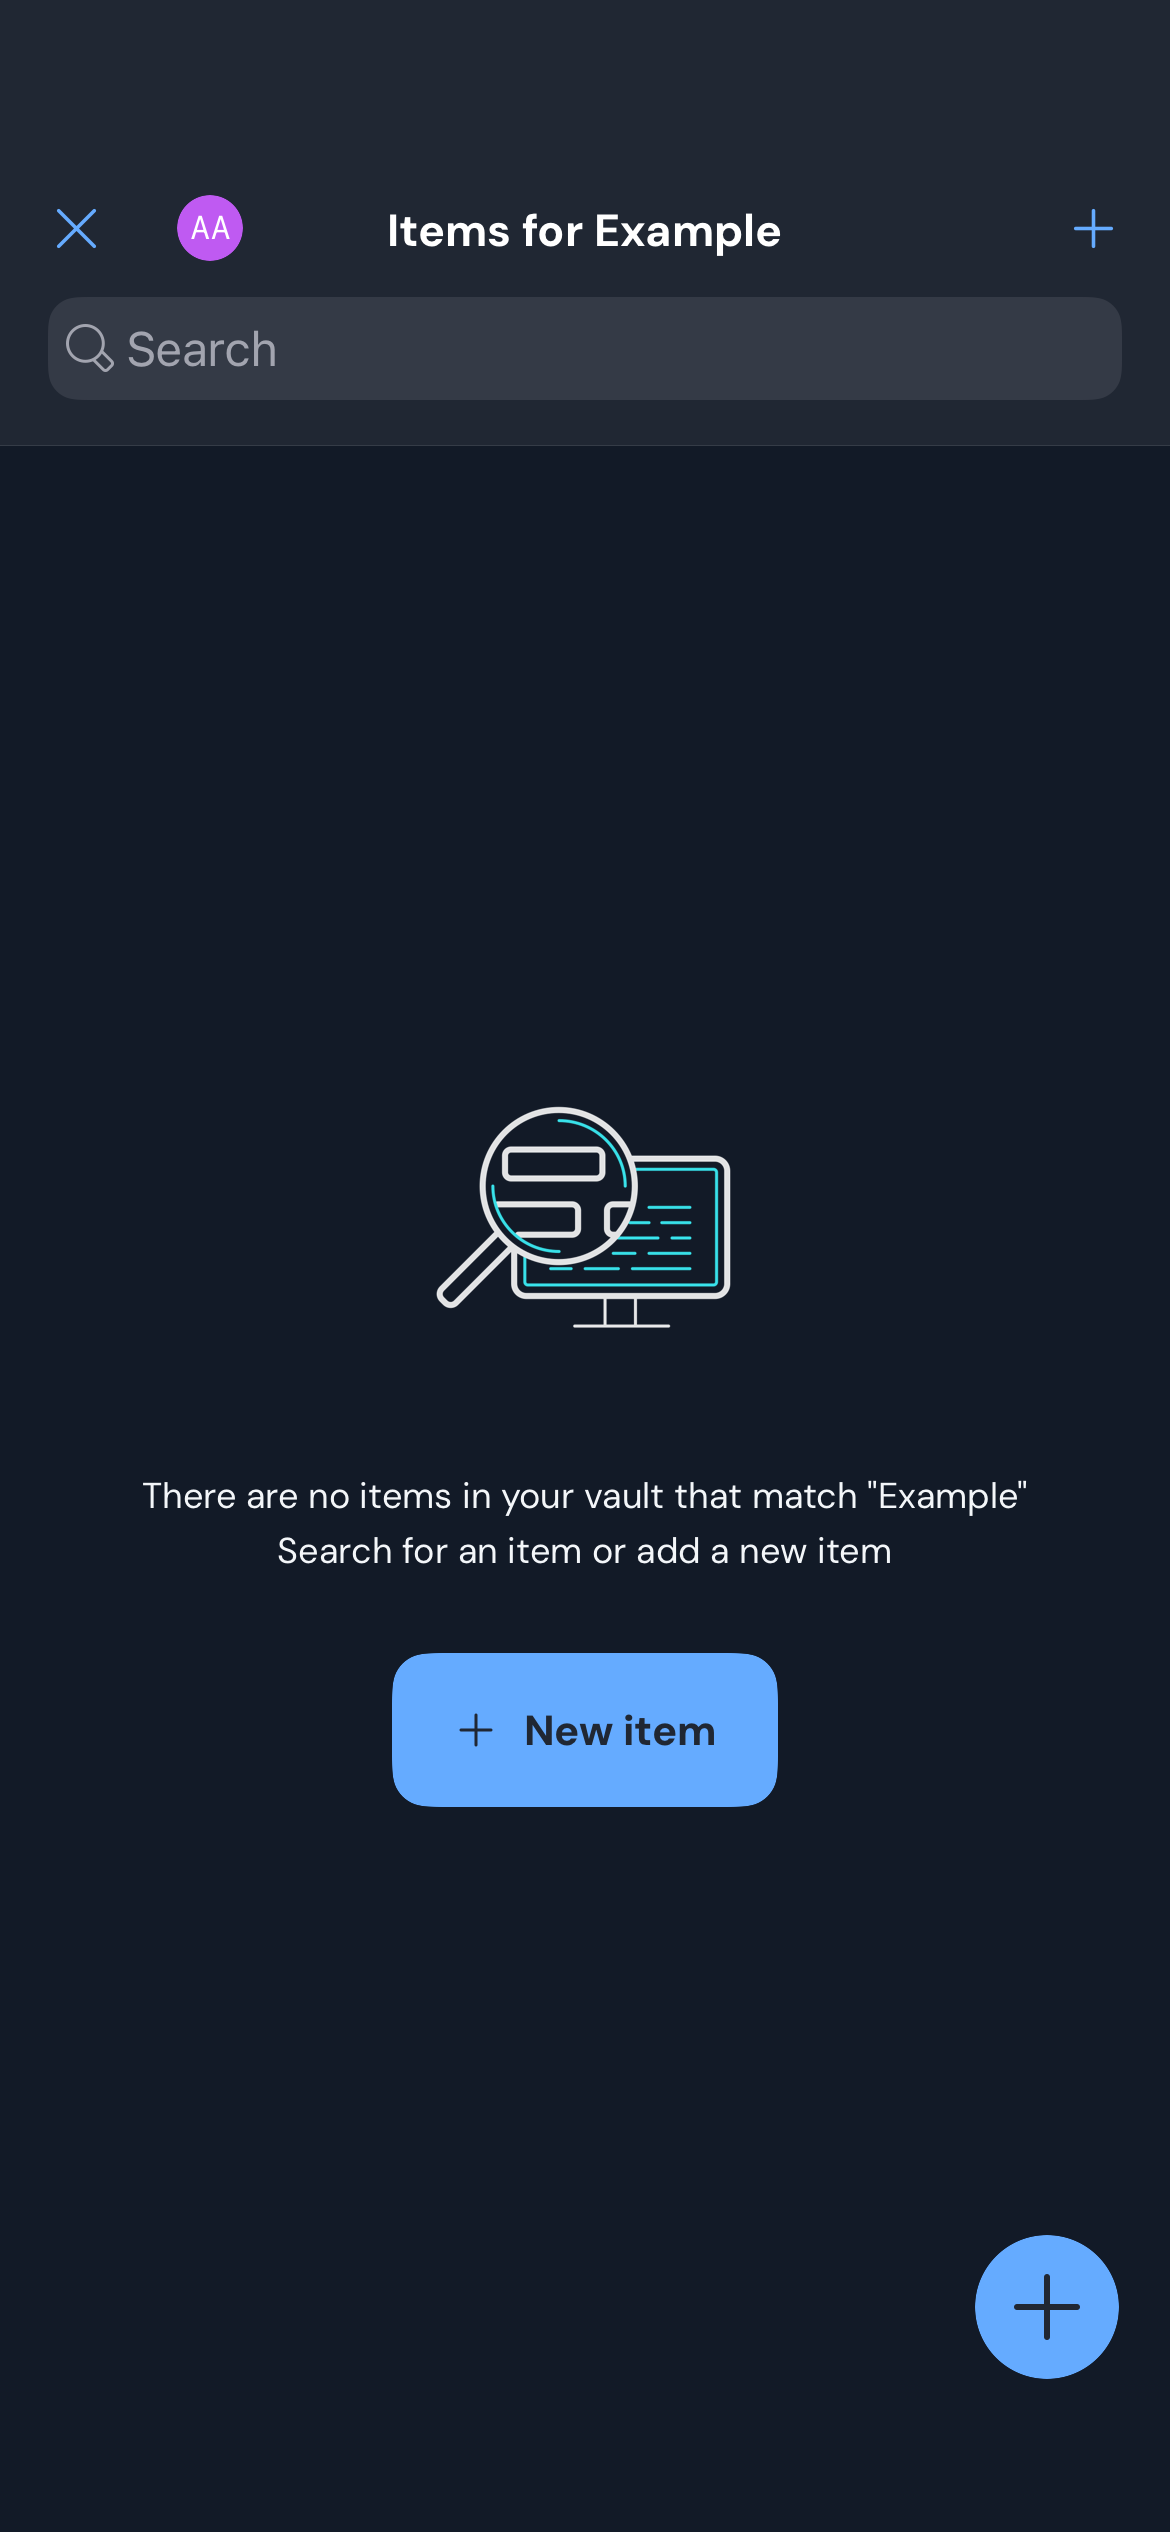 AA
Items for Example
Search
There are no items in your vault that match "Example"
Search for an item or add a new item
New item